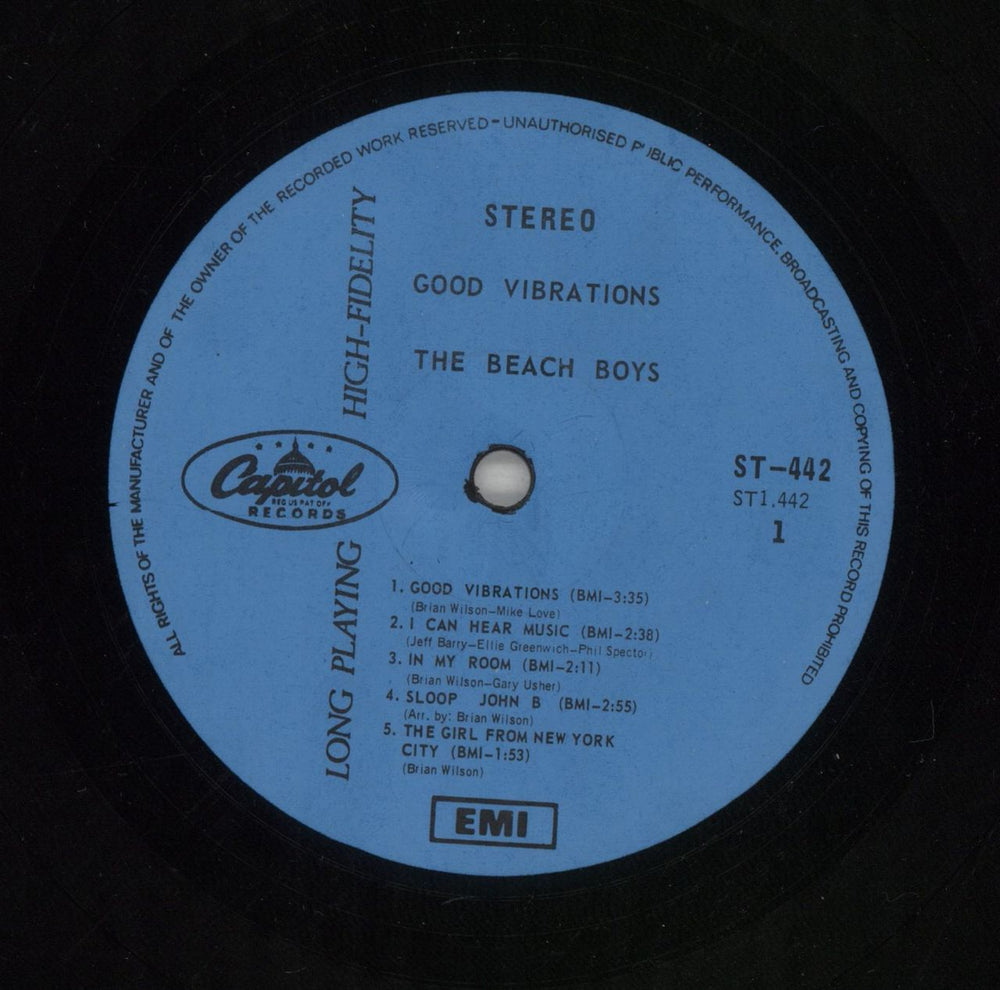 ALL RIGHTS OF THE MANUFACTURER AND OF THE OWNER OF THE RECORDED WORK RESERVED - UNAUTHORISED PUBLIC PERFORMANCE, BROADCASTING AND COPYING OF THIS RECORD PROHIBITED
STEREO
GOOD VIBRATIONS
THE BEACH BOYS
LONG PLAYING HIGH-FIDELITY
Capitol
REG US PAT OFF
RECORDS
ST-442
ST1.442
1
1. GOOD VIBRATIONS (BMI-3:35)
(Brian Wilson-Mike Love)
2. I CAN HEAR MUSIC (BMI-2:38)
(Jeff Barry-Ellie Greenwich-Phil Spector)
3. IN MY ROOM (BMI-2:11)
(Brian Wilson-Gary Usher)
4. SLOOP JOHN B (BMI-2:55)
(Arr. by: Brian Wilson)
5. THE GIRL FROM NEW YORK
CITY (BMI-1:53)
(Brian Wilson)
EMI